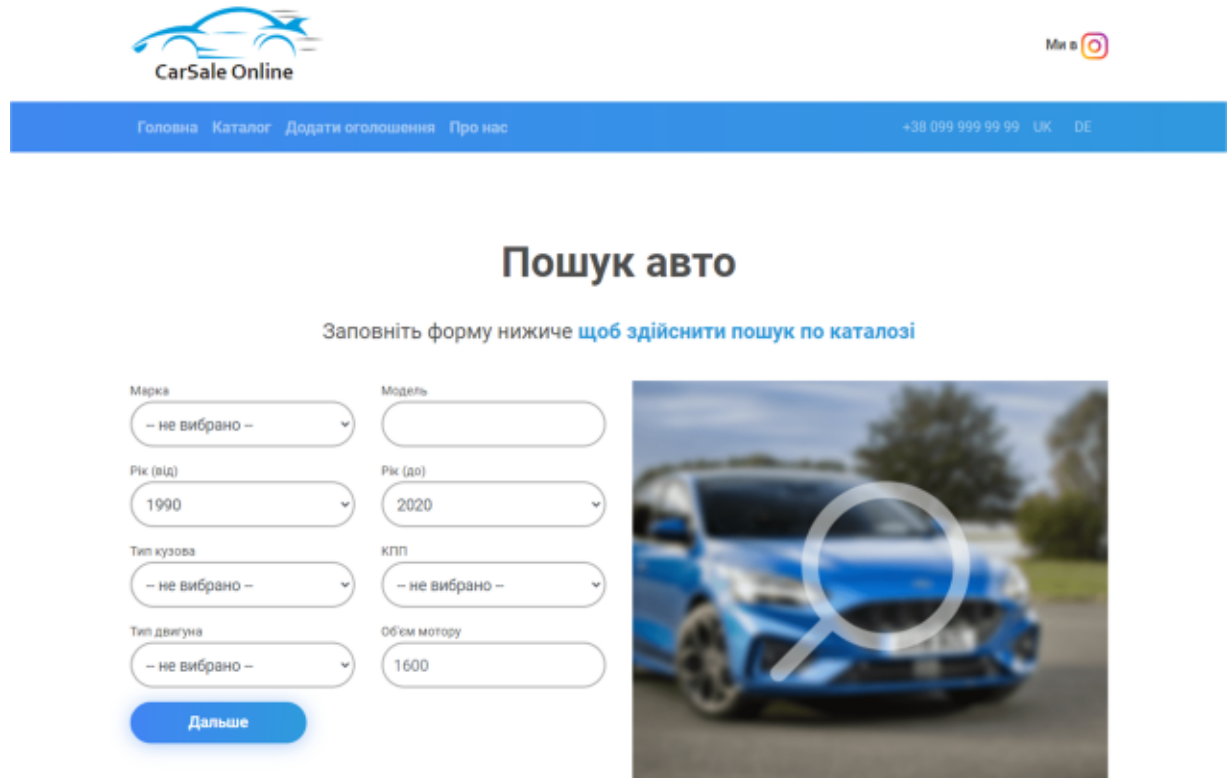 CarSale Online
Ми в
Головна Каталог Додати оголошення Про нас +38 099 999 99 99 UK DE
Пошук авто
Заповніть форму нижиче щоб здійснити пошук по каталозі
Марка Модель
-- не вибрано --
Рік (від) Рік (до)
1990 2020
Тип кузова КПП
-- не вибрано -- -- не вибрано --
Тип двигуна Об'єм мотору
-- не вибрано -- 1600
Дальше